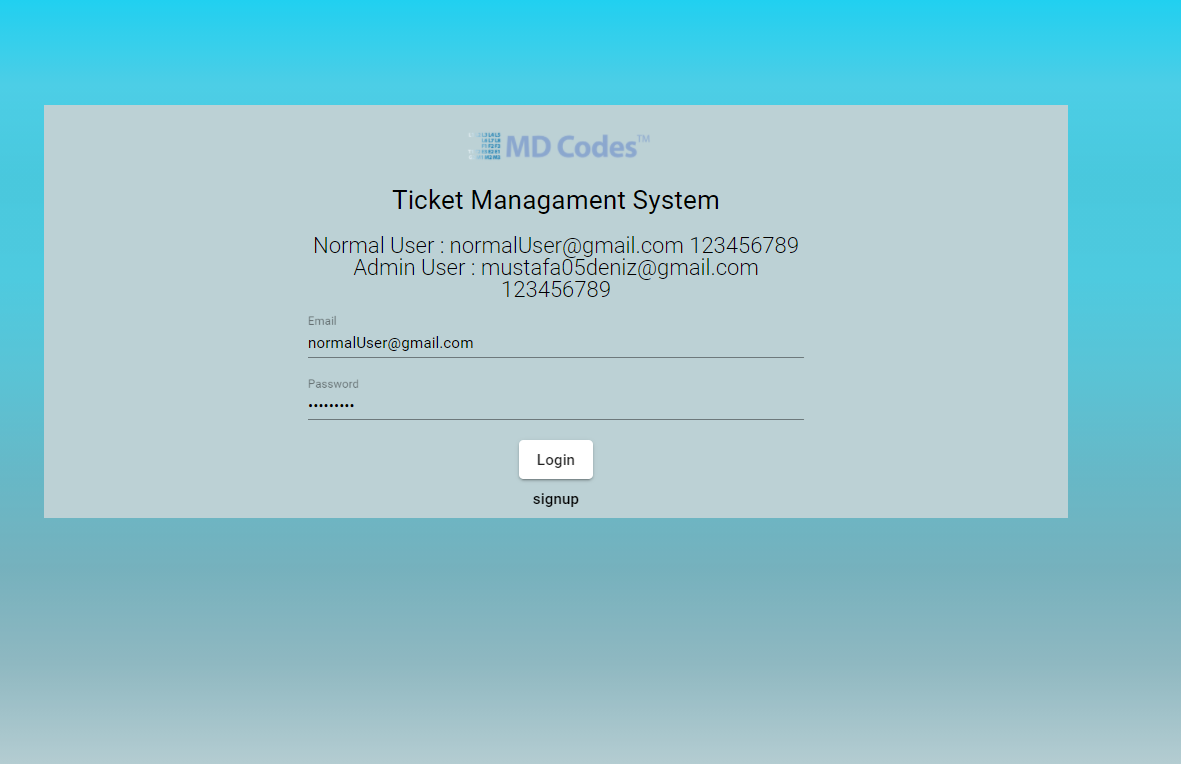 MD Codes™
Ticket Managament System
Normal User : normalUser@gmail.com 123456789
Admin User : mustafa05deniz@gmail.com
123456789
Email
normalUser@gmail.com
Password
•••••••••
Login
signup